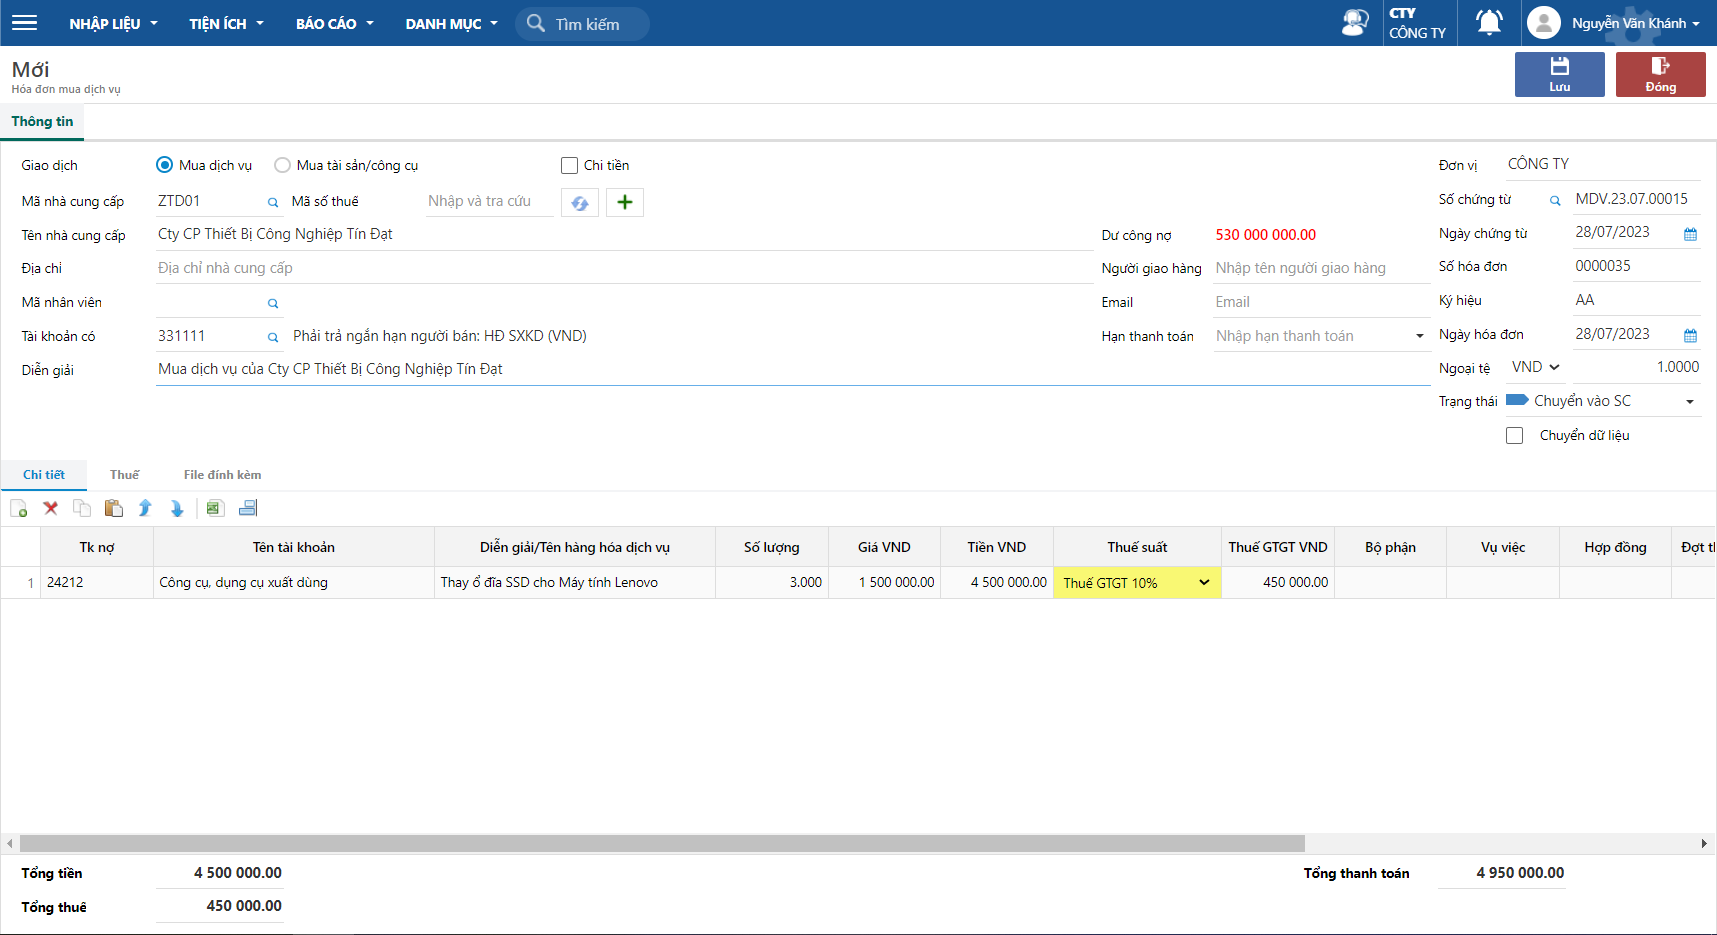 NHẬP LIỆU TIỆN ÍCH BÁO CÁO DANH MỤC Tìm kiếm CTY CÔNG TY Nguyễn Văn Khánh
Mới
Hóa đơn mua dịch vụ
Lưu Đóng
Thông tin
Giao dịch Mua dịch vụ Mua tài sản/công cụ Chi tiền Đơn vị CÔNG TY
Mã nhà cung cấp ZTD01 Mã số thuế Nhập và tra cứu Số chứng từ MDV.23.07.00015
Tên nhà cung cấp Cty CP Thiết Bị Công Nghiệp Tín Đạt Dư công nợ 530 000 000.00 Ngày chứng từ 28/07/2023
Địa chỉ Địa chỉ nhà cung cấp Người giao hàng Nhập tên người giao hàng Số hóa đơn 0000035
Mã nhân viên Email Email Ký hiệu AA
Tài khoản có 331111 Phải trả ngắn hạn người bán: HĐ SXKD (VND) Hạn thanh toán Nhập hạn thanh toán Ngày hóa đơn 28/07/2023
Diễn giải Mua dịch vụ của Cty CP Thiết Bị Công Nghiệp Tín Đạt Ngoại tệ VND 1.0000
Trạng thái Chuyển vào SC
Chuyển dữ liệu
Chi tiết Thuế File đính kèm
Tk nợ Tên tài khoản Diễn giải/Tên hàng hóa dịch vụ Số lượng Giá VND Tiền VND Thuế suất Thuế GTGT VND Bộ phận Vụ việc Hợp đồng Đợt th
1 24212 Công cụ, dụng cụ xuất dùng Thay ổ đĩa SSD cho Máy tính Lenovo 3.000 1 500 000.00 4 500 000.00 Thuế GTGT 10% 450 000.00
Tổng tiền 4 500 000.00 Tổng thanh toán 4 950 000.00
Tổng thuế 450 000.00